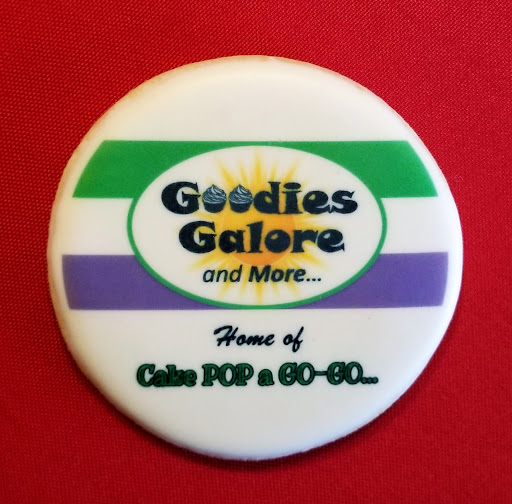 Goodies
Galore
and More...
Home of
Cake POP a GO-GO...